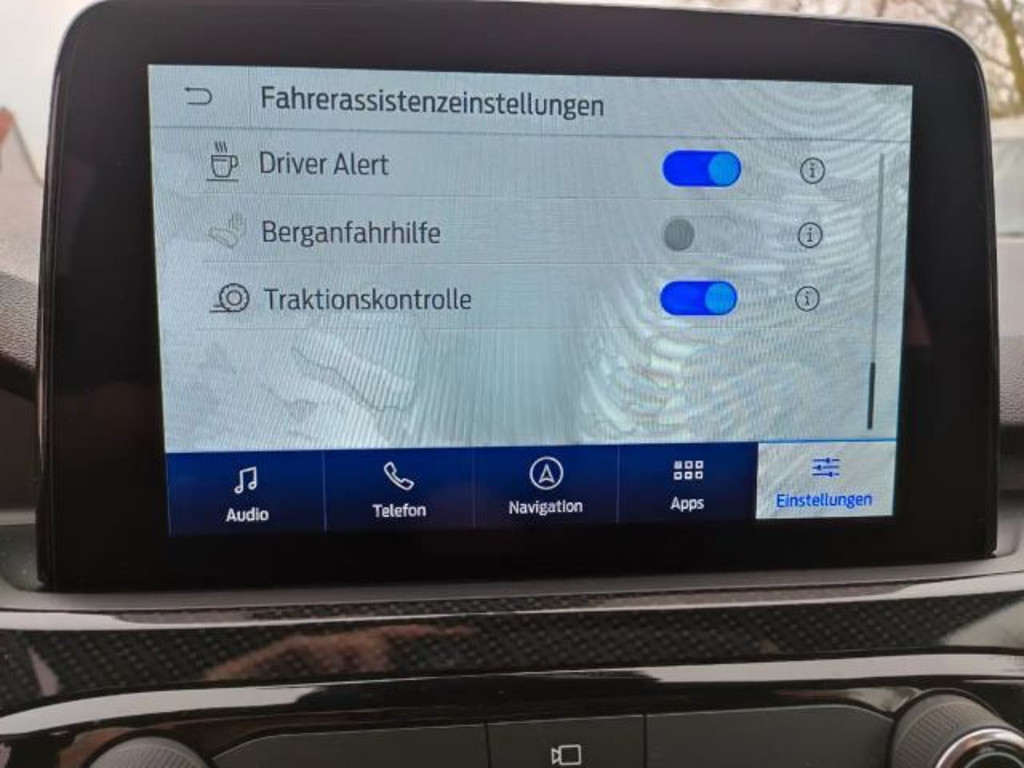 Fahrerassistenzeinstellungen
Driver Alert
Berganfahrhilfe
Traktionskontrolle
Audio
Telefon
Navigation
Apps
Einstellungen